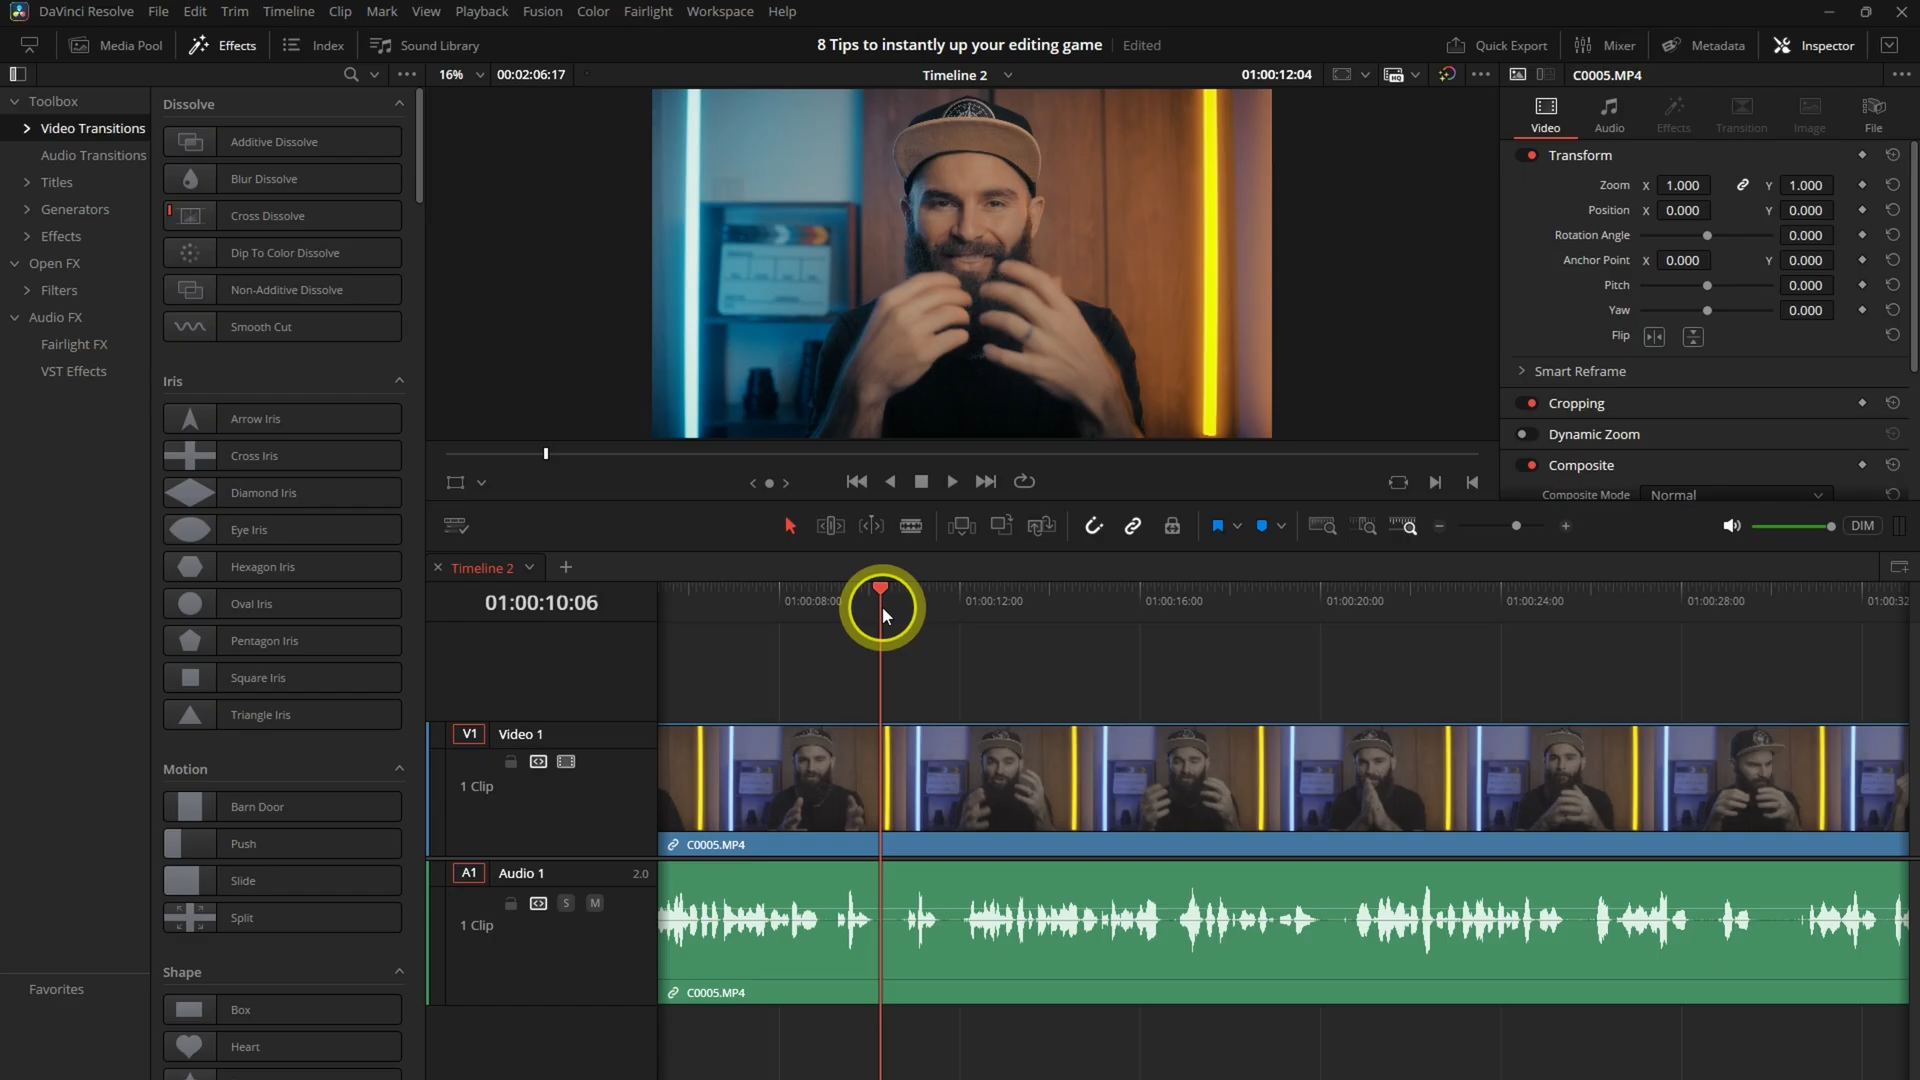 DaVinci Resolve File Edit Trim Timeline Clip Mark View Playback Fusion Color Fairlight Workspace Help
Media Pool Effects Index Sound Library 8 Tips to instantly up your editing game Edited Quick Export Mixer Metadata Inspector
16% 00:02:06:17 Timeline 2 01:00:12:04 C0005.MP4
Toolbox
Video Transitions
Audio Transitions
Titles
Generators
Effects
Open FX
Filters
Audio FX
Fairlight FX
VST Effects
Favorites
Dissolve
Additive Dissolve
Blur Dissolve
Cross Dissolve
Dip To Color Dissolve
Non-Additive Dissolve
Smooth Cut
Iris
Arrow Iris
Cross Iris
Diamond Iris
Eye Iris
Hexagon Iris
Oval Iris
Pentagon Iris
Square Iris
Triangle Iris
Motion
Barn Door
Push
Slide
Split
Shape
Box
Heart
Video Audio Effects Transition Image File
Transform
Zoom X 1.000 Y 1.000
Position X 0.000 Y 0.000
Rotation Angle 0.000
Anchor Point X 0.000 Y 0.000
Pitch 0.000
Yaw 0.000
Flip
Smart Reframe
Cropping
Dynamic Zoom
Composite
Composite Mode Normal
DIM
Timeline 2
01:00:10:06 01:00:08:00 01:00:12:00 01:00:16:00 01:00:20:00 01:00:24:00 01:00:28:00 01:00:32
V1 Video 1
1 Clip
C0005.MP4
A1 Audio 1 2.0
S M
1 Clip
C0005.MP4